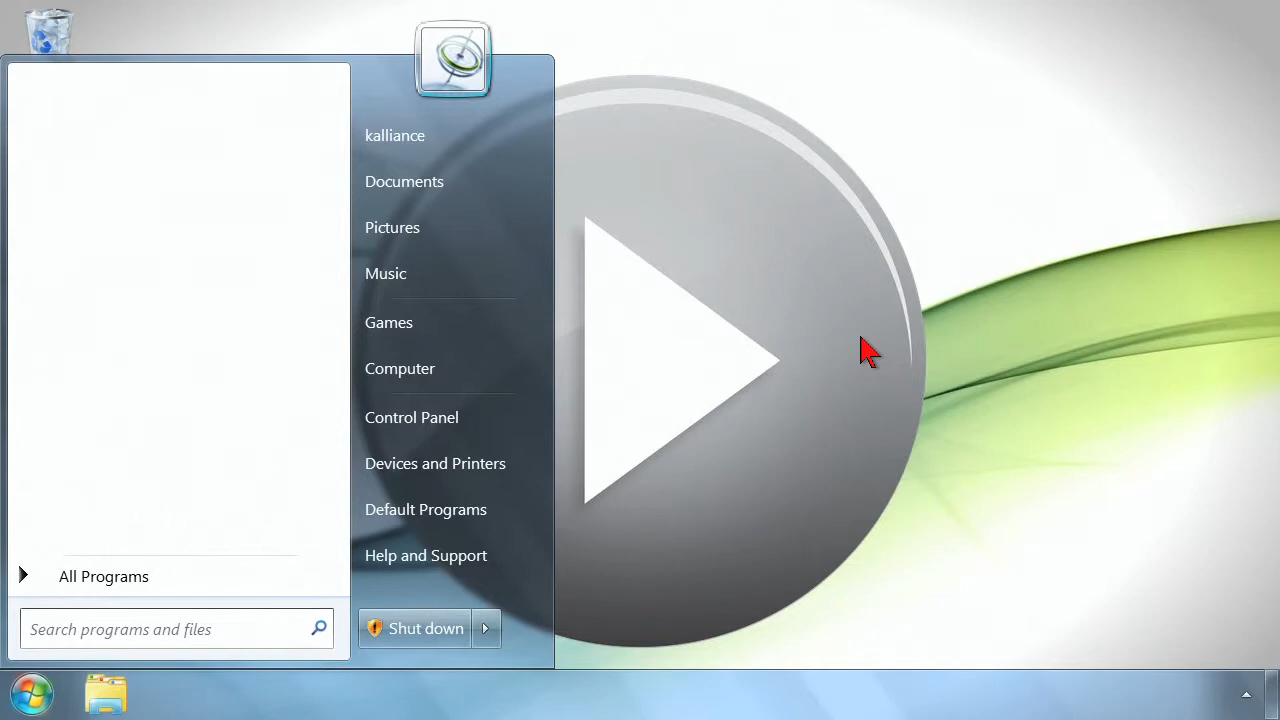 kalliance
Documents
Pictures
Music
Games
Computer
Control Panel
Devices and Printers
Default Programs
Help and Support
All Programs
Search programs and files
Shut down